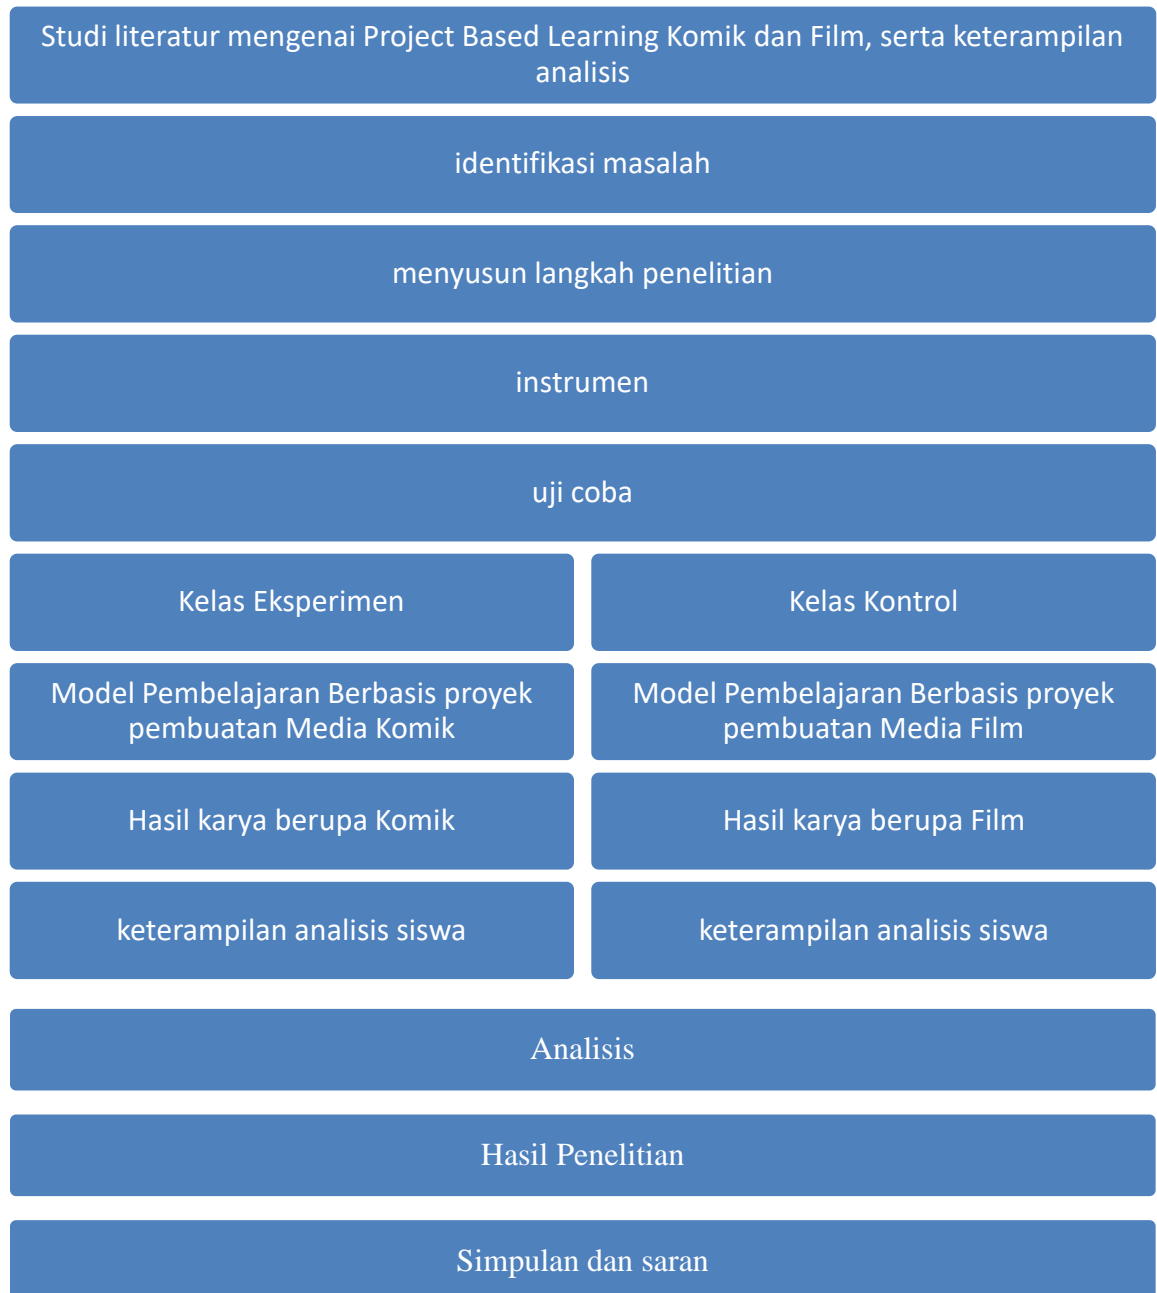 Studi literatur mengenai Project Based Learning Komik dan Film, serta keterampilan
analisis
identifikasi masalah
menyusun langkah penelitian
instrumen
uji coba
Kelas Eksperimen
Kelas Kontrol
Model Pembelajaran Berbasis proyek
pembuatan Media Komik
Model Pembelajaran Berbasis proyek
pembuatan Media Film
Hasil karya berupa Komik
Hasil karya berupa Film
keterampilan analisis siswa
keterampilan analisis siswa
Analisis
Hasil Penelitian
Simpulan dan saran